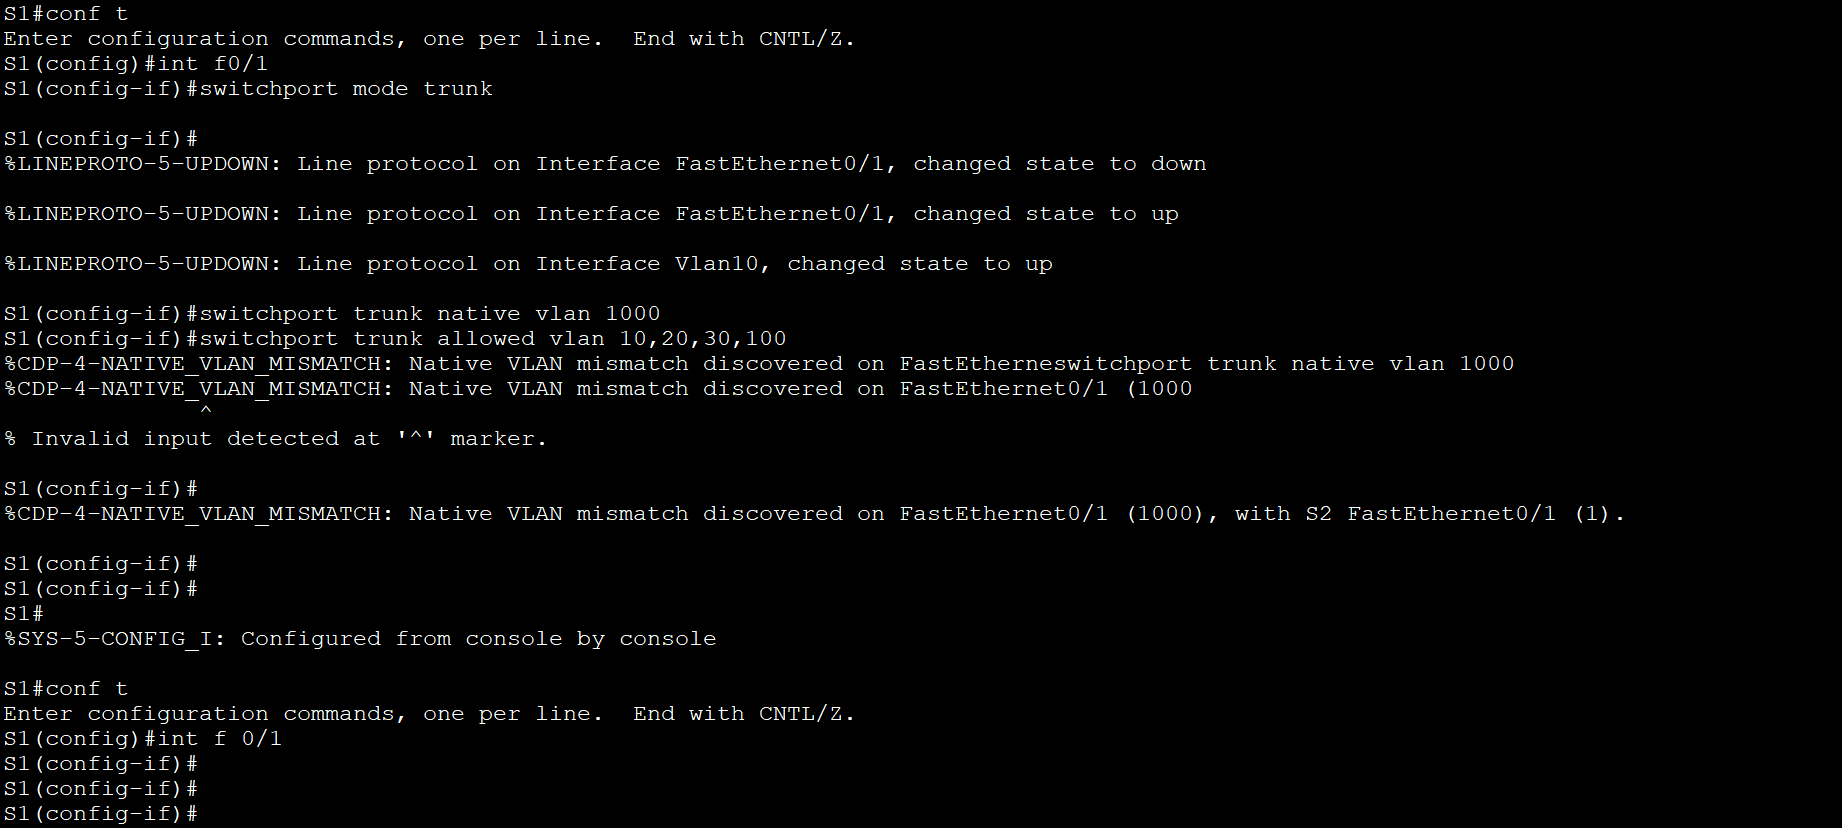 S1#conf t
Enter configuration commands, one per line.  End with CNTL/Z.
S1(config)#int f0/1
S1(config-if)#switchport mode trunk
S1(config-if)#
%LINEPROTO-5-UPDOWN: Line protocol on Interface FastEthernet0/1, changed state to down
%LINEPROTO-5-UPDOWN: Line protocol on Interface FastEthernet0/1, changed state to up
%LINEPROTO-5-UPDOWN: Line protocol on Interface Vlan10, changed state to up
S1(config-if)#switchport trunk native vlan 1000
S1(config-if)#switchport trunk allowed vlan 10,20,30,100
%CDP-4-NATIVE_VLAN_MISMATCH: Native VLAN mismatch discovered on FastEtherneswitchport trunk native vlan 1000
%CDP-4-NATIVE_VLAN_MISMATCH: Native VLAN mismatch discovered on FastEthernet0/1 (1000
^
% Invalid input detected at '^' marker.
S1(config-if)#
%CDP-4-NATIVE_VLAN_MISMATCH: Native VLAN mismatch discovered on FastEthernet0/1 (1000), with S2 FastEthernet0/1 (1).
S1(config-if)#
S1(config-if)#
S1#
%SYS-5-CONFIG_I: Configured from console by console
S1#conf t
Enter configuration commands, one per line.  End with CNTL/Z.
S1(config)#int f 0/1
S1(config-if)#
S1(config-if)#
S1(config-if)#